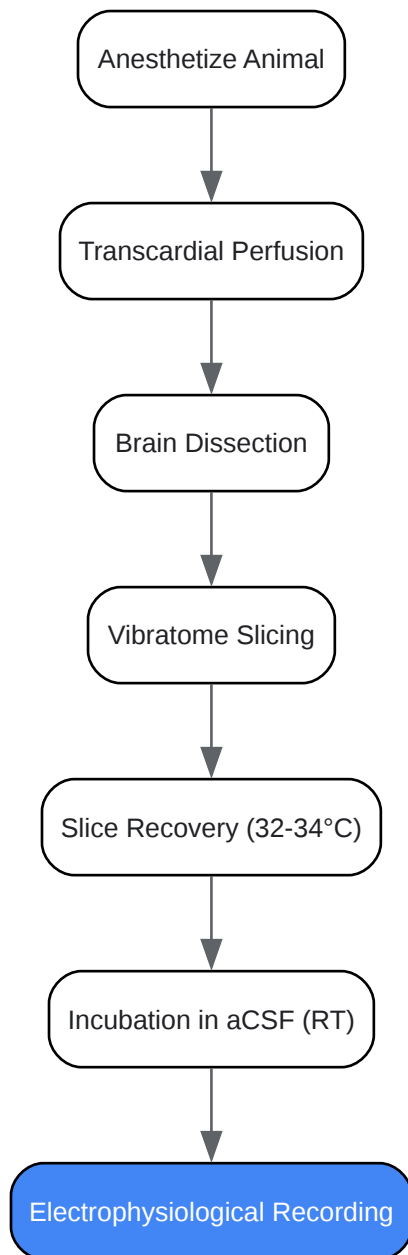 Anesthetize Animal
Transcardial Perfusion
Brain Dissection
Vibratome Slicing
Slice Recovery (32-34°C)
Incubation in aCSF (RT)
Electrophysiological Recording